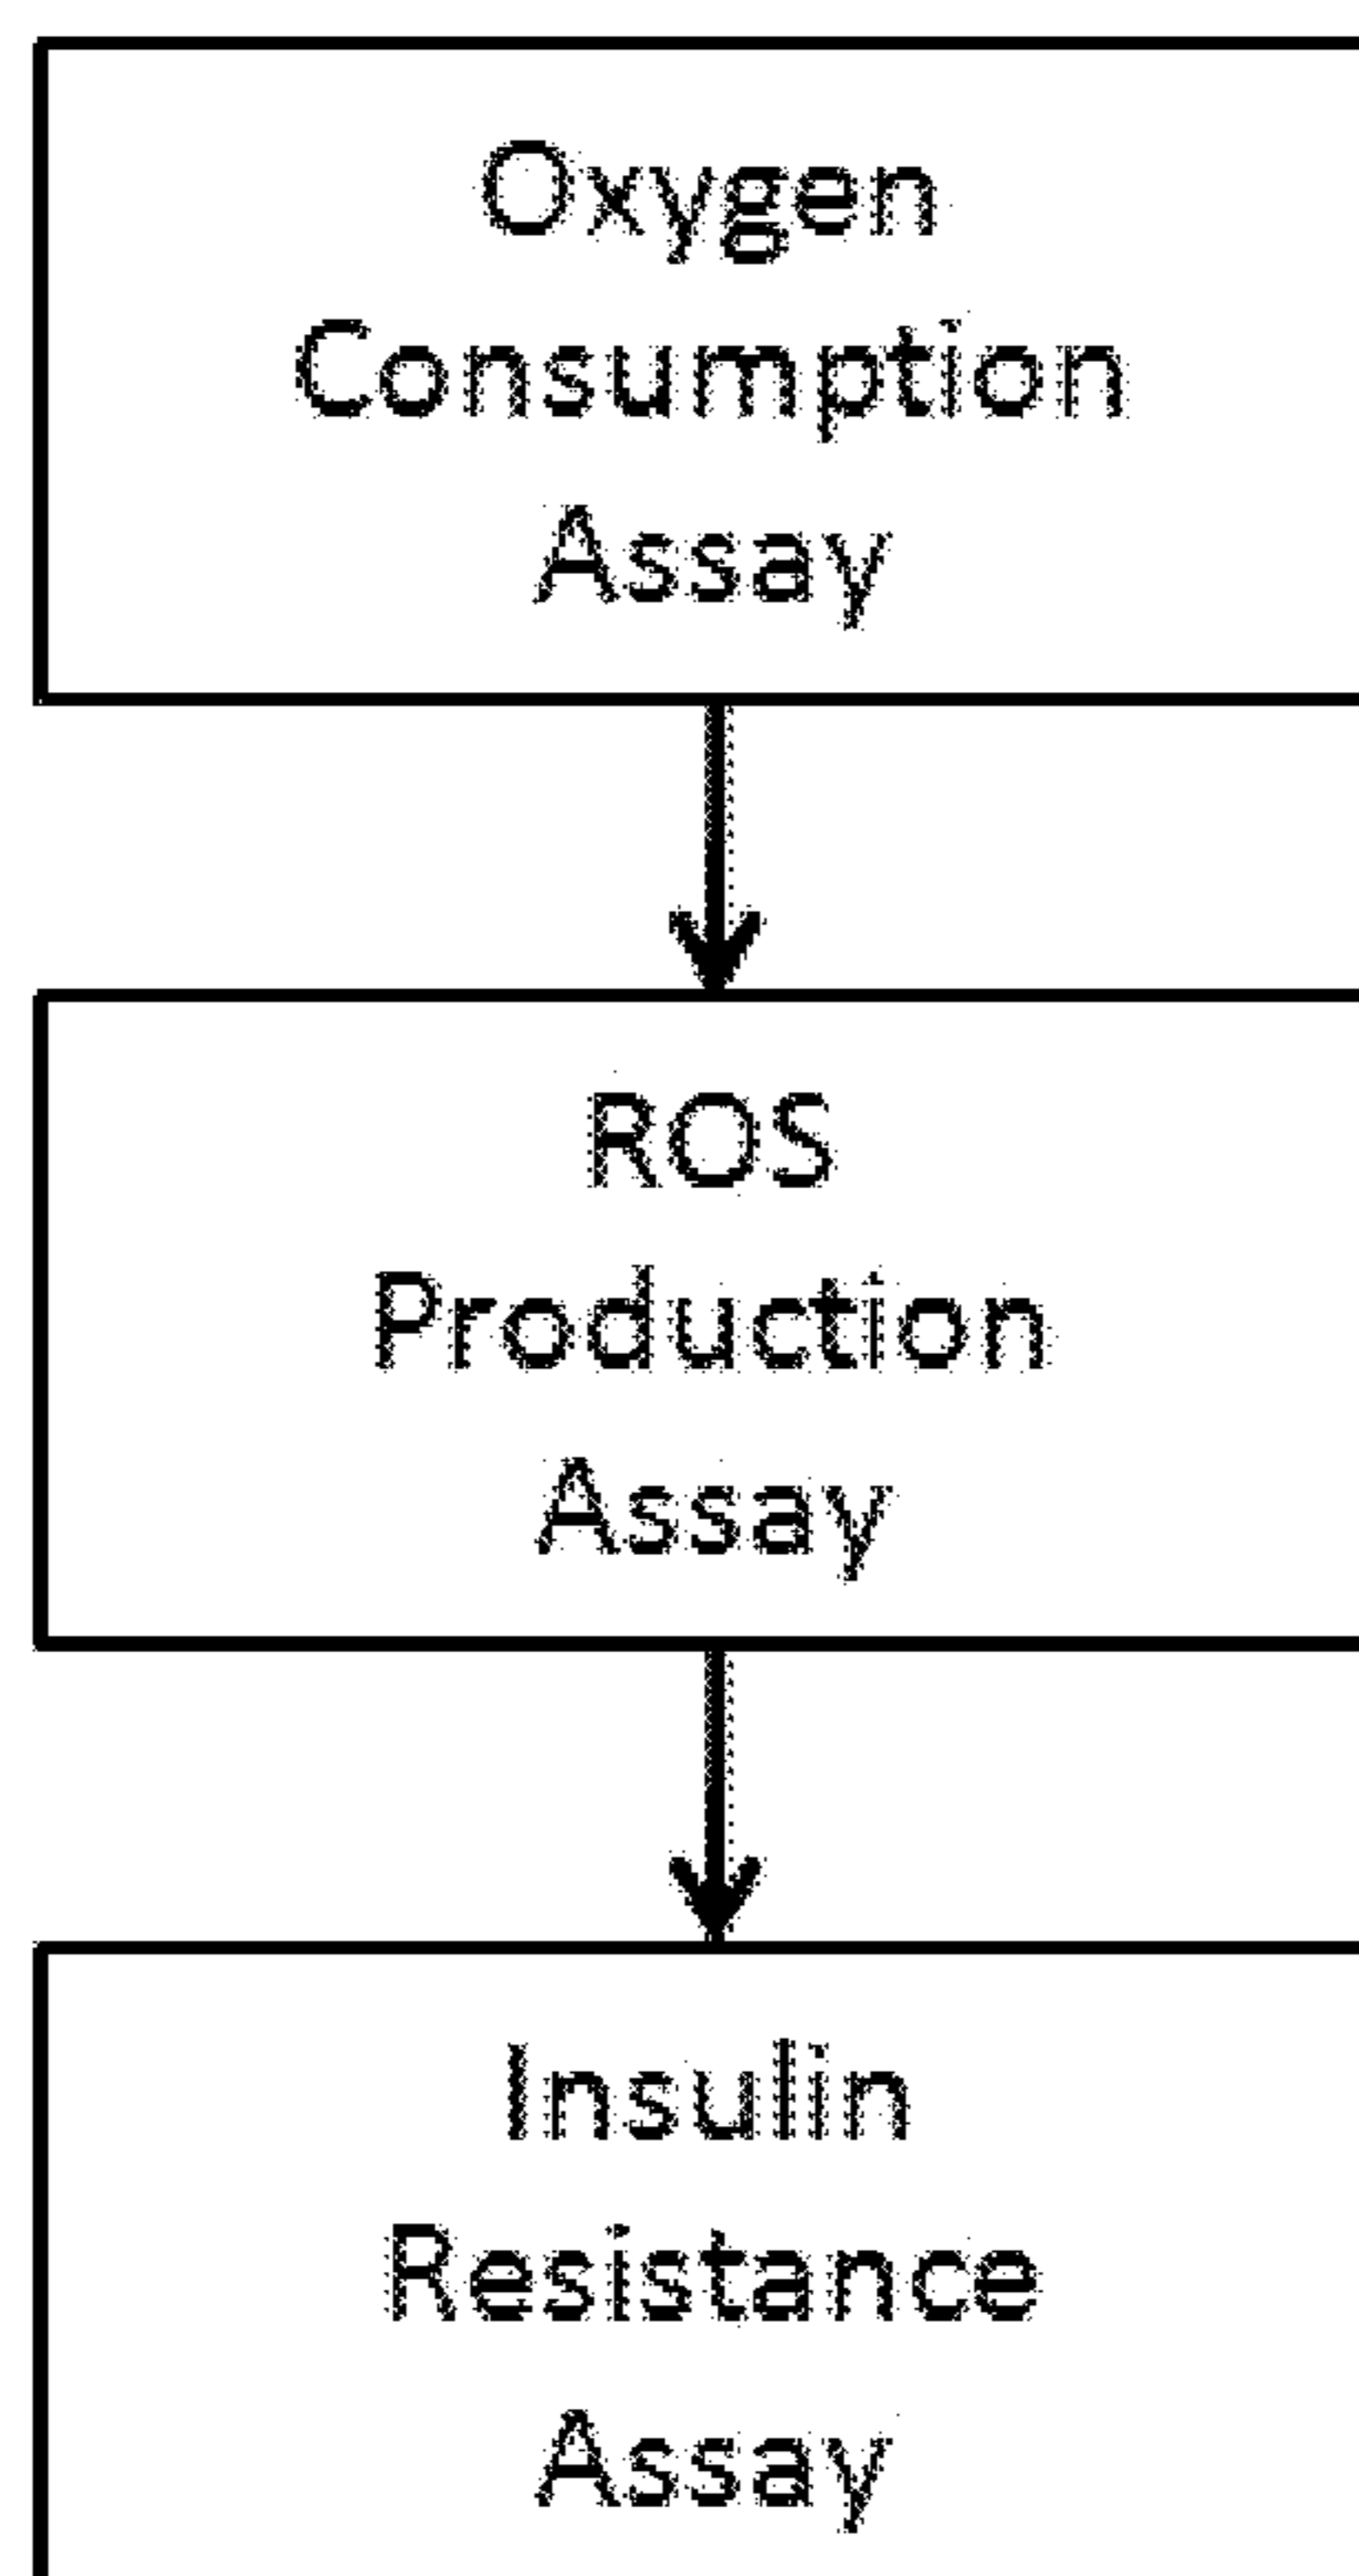 Oxygen
Consumption
Assay
ROS
Production
Assay
Insulin
Resistance
Assay